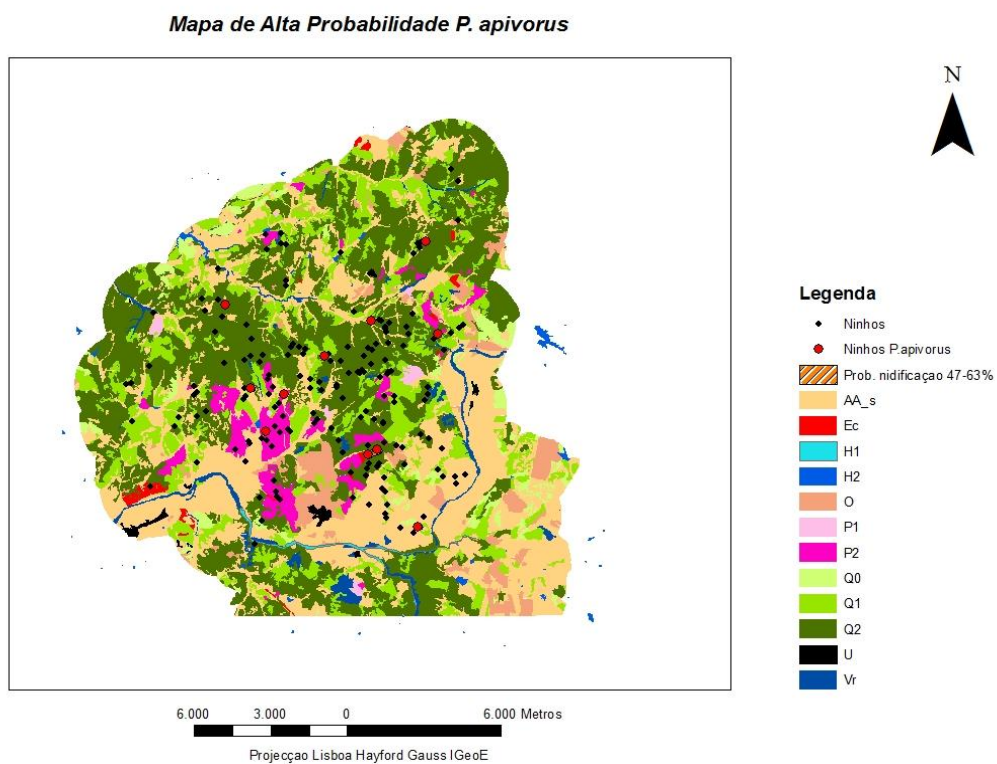 Mapa de Alta Probabilidade P. apivorus
N
Legenda
Ninhos
Ninhos P.apivorus
Prob. nidificaçao 47-63%
AA_s
Ec
H1
H2
O
P1
P2
Q0
Q1
Q2
U
Vr
6.000 3.000 0 6.000 Metros
Projecçao Lisboa Hayford Gauss IGeoE